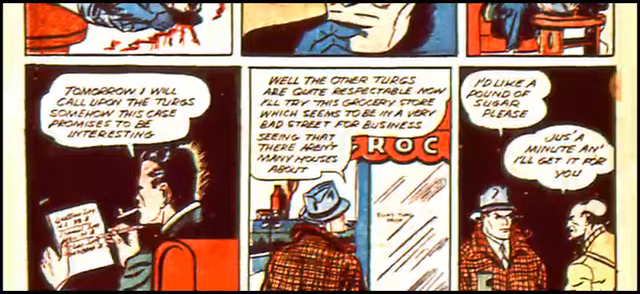 TOMORROW I WILL
CALL UPON THE TURGS
SOMEHOW THIS CASE
PROMISES TO BE
INTERESTING
WELL THE OTHER TURGS
ARE QUITE RESPECTABLE NOW
I'LL TRY THIS GROCERY STORE
WHICH SEEMS TO BE IN A VERY
BAD STREET FOR BUSINESS
SEEING THAT
THERE AREN'T
MANY HOUSES
ABOUT
ROC
I'D LIKE A
POUND OF
SUGAR
PLEASE
JUS' A
MINUTE AN'
I'LL GET IT FOR
YOU